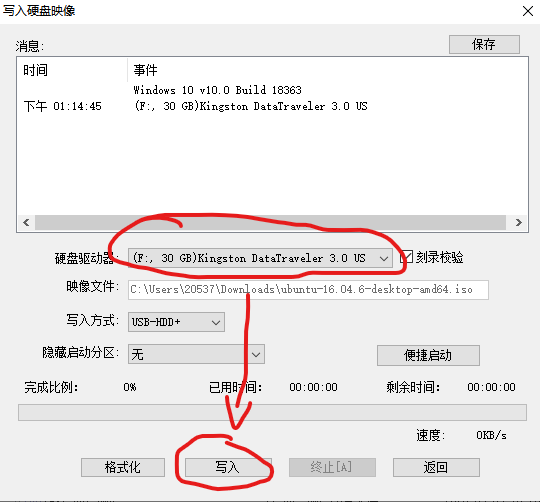 写入硬盘映像
消息:
保存
时间 事件
Windows 10 v10.0 Build 18363
下午 01:14:45 (F:, 30 GB)Kingston DataTraveler 3.0 US
硬盘驱动器: (F:, 30 GB)Kingston DataTraveler 3.0 US 刻录校验
映像文件: C:\Users\20537\Downloads\ubuntu-16.04.6-desktop-amd64.iso
写入方式: USB-HDD+
隐藏启动分区: 无 便捷启动
完成比例: 0% 已用时间: 00:00:00 剩余时间: 00:00:00
速度: 0KB/s
格式化 写入 终止[A] 返回